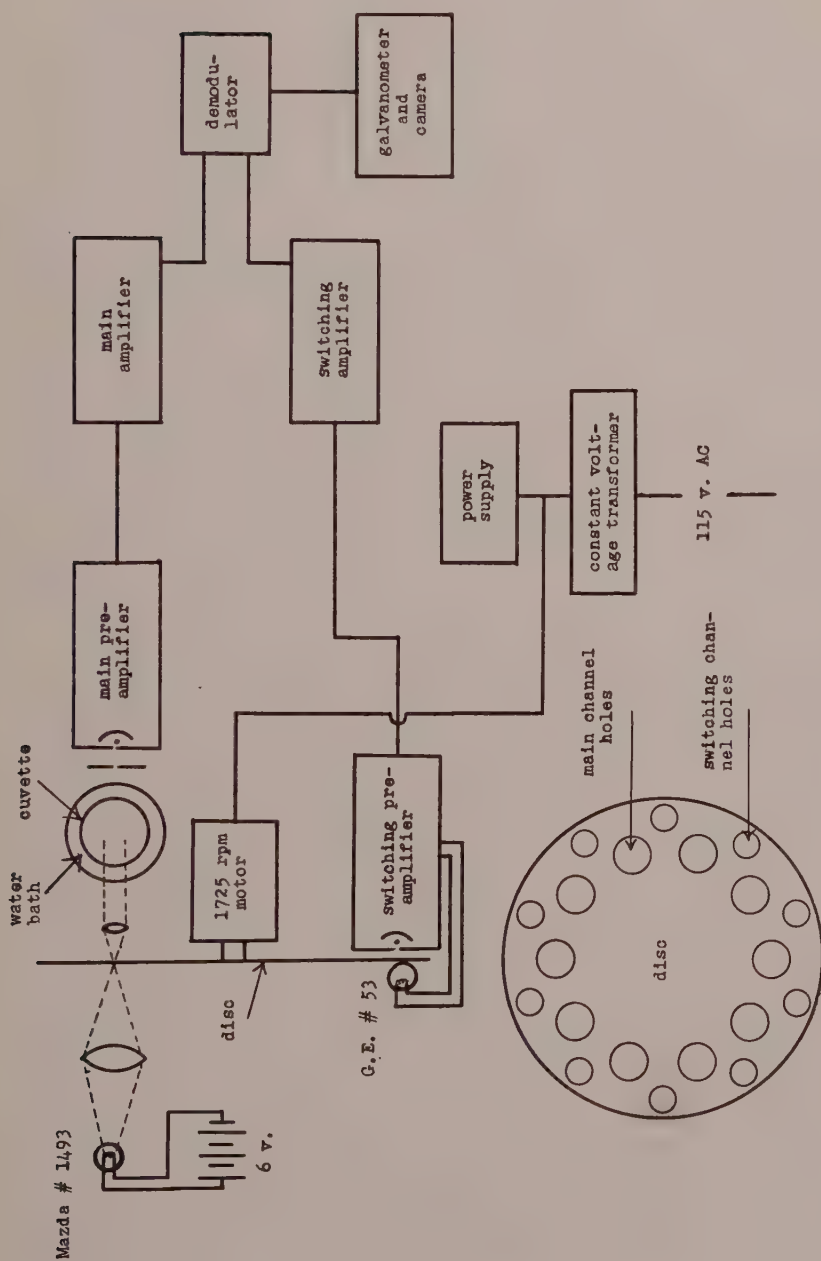 Mazda # 1493
6 v.
water
bath
cuvette
main pre-
amplifier
main
amplifier
demodu-
lator
galvanometer
and
camera
switching
amplifier
1725 rpm
motor
disc
G.E. # 53
switching pre-
amplifier
power
supply
constant volt-
age transformer
115 v. AC
main channel
holes
switching chan-
nel holes
disc